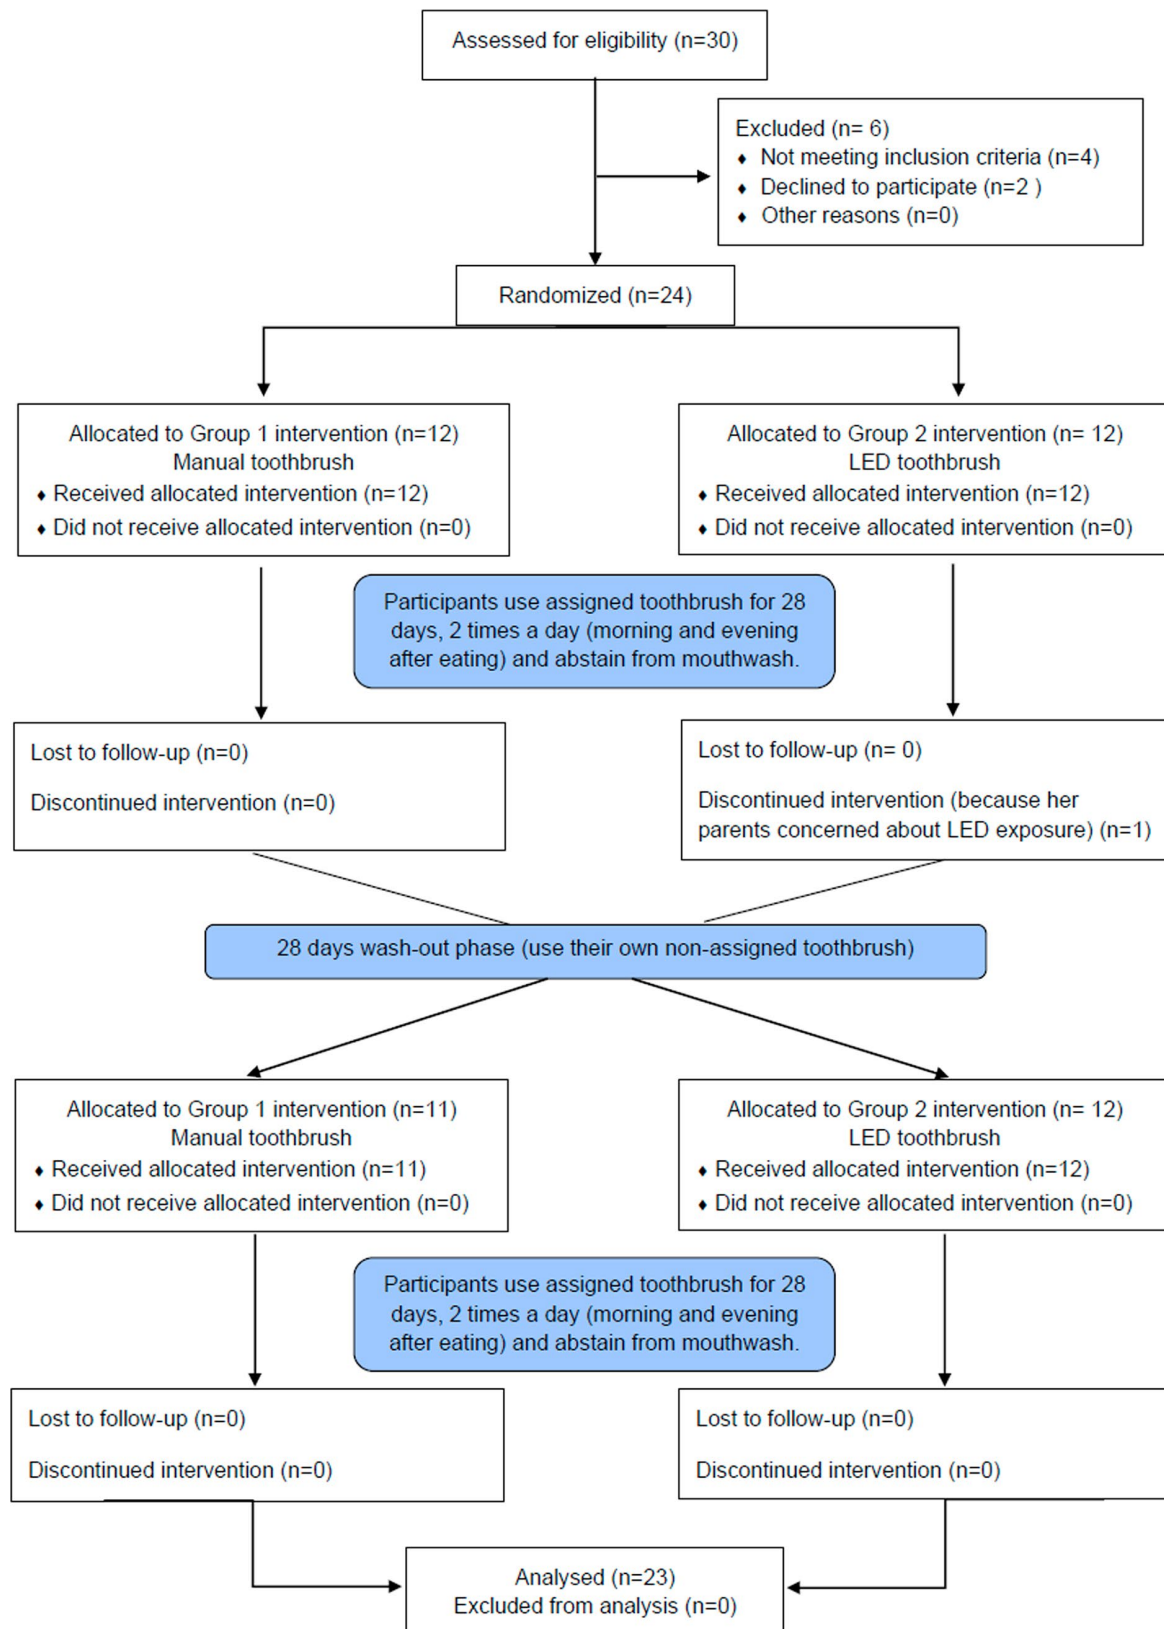 Assessed for eligibility (n=30)
Excluded (n= 6)
♦ Not meeting inclusion criteria (n=4)
♦ Declined to participate (n=2 )
♦ Other reasons (n=0)
Randomized (n=24)
Allocated to Group 1 intervention (n=12)
Manual toothbrush
♦ Received allocated intervention (n=12)
♦ Did not receive allocated intervention (n=0)
Allocated to Group 2 intervention (n= 12)
LED toothbrush
♦ Received allocated intervention (n=12)
♦ Did not receive allocated intervention (n=0)
Participants use assigned toothbrush for 28
days, 2 times a day (morning and evening
after eating) and abstain from mouthwash.
Lost to follow-up (n=0)
Discontinued intervention (n=0)
Lost to follow-up (n= 0)
Discontinued intervention (because her
parents concerned about LED exposure) (n=1)
28 days wash-out phase (use their own non-assigned toothbrush)
Allocated to Group 1 intervention (n=11)
Manual toothbrush
♦ Received allocated intervention (n=11)
♦ Did not receive allocated intervention (n=0)
Allocated to Group 2 intervention (n= 12)
LED toothbrush
♦ Received allocated intervention (n=12)
♦ Did not receive allocated intervention (n=0)
Participants use assigned toothbrush for 28
days, 2 times a day (morning and evening
after eating) and abstain from mouthwash.
Lost to follow-up (n=0)
Discontinued intervention (n=0)
Lost to follow-up (n=0)
Discontinued intervention (n=0)
Analysed (n=23)
Excluded from analysis (n=0)